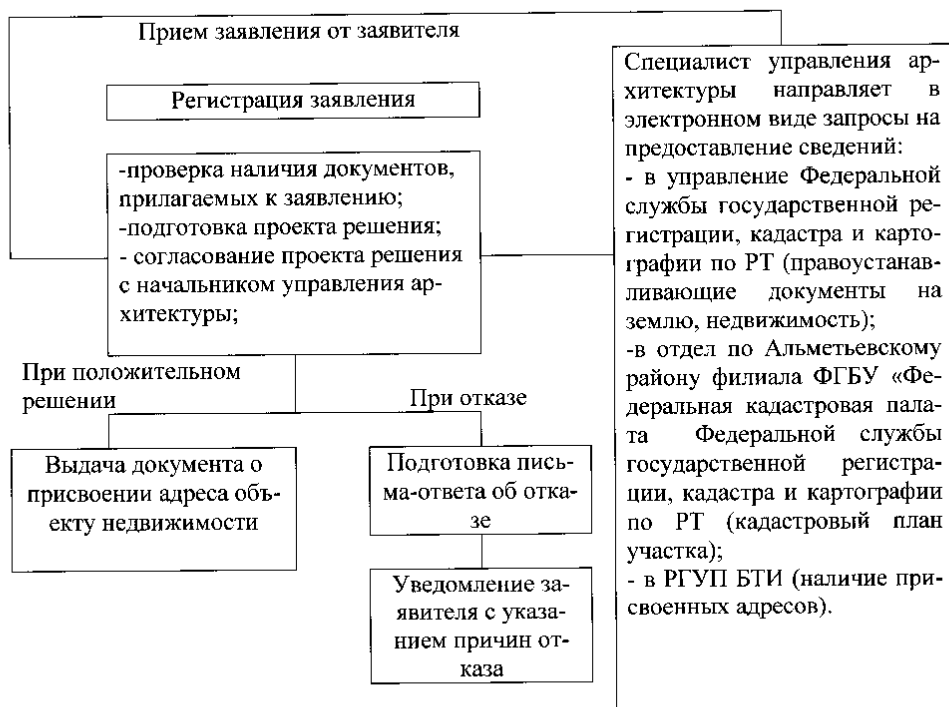 Прием заявления от заявителя
Регистрация заявления
-проверка наличия документов,
прилагаемых к заявлению;
-подготовка проекта решения;
- согласование проекта решения
с начальником управления ар-
хитектуры;
Специалист управления ар-
хитектуры направляет в
электронном виде запросы на
предоставление сведений:
- в управление Федеральной
службы государственной ре-
гистрации, кадастра и карто-
графии по РТ (правоустана-
вливающие документы на
землю, недвижимость);
-в отдел по Альметьевскому
району филиала ФГБУ «Фе-
деральная кадастровая пала-
та Федеральной службы
государственной регистра-
ции, кадастра и картографии
по РТ (кадастровый план
участка);
- в РГУП БТИ (наличие при-
своенных адресов).
При положительном
решении
При отказе
Выдача документа о
присвоении адреса объ-
екту недвижимости
Подготовка пись-
ма-ответа об отка-
зе
Уведомление за-
явителя с указа-
нием причин от-
каза